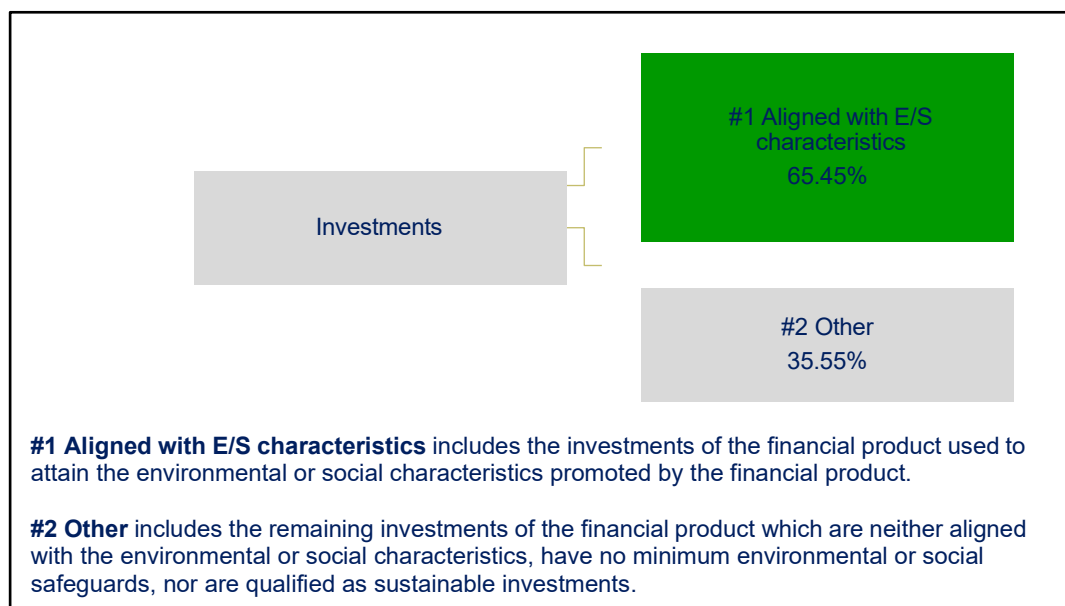 #1 Aligned with E/S
characteristics
65.45%
Investments
#2 Other
35.55%
#1 Aligned with E/S characteristics includes the investments of the financial product used to
attain the environmental or social characteristics promoted by the financial product.
#2 Other includes the remaining investments of the financial product which are neither aligned
with the environmental or social characteristics, have no minimum environmental or social
safeguards, nor are qualified as sustainable investments.